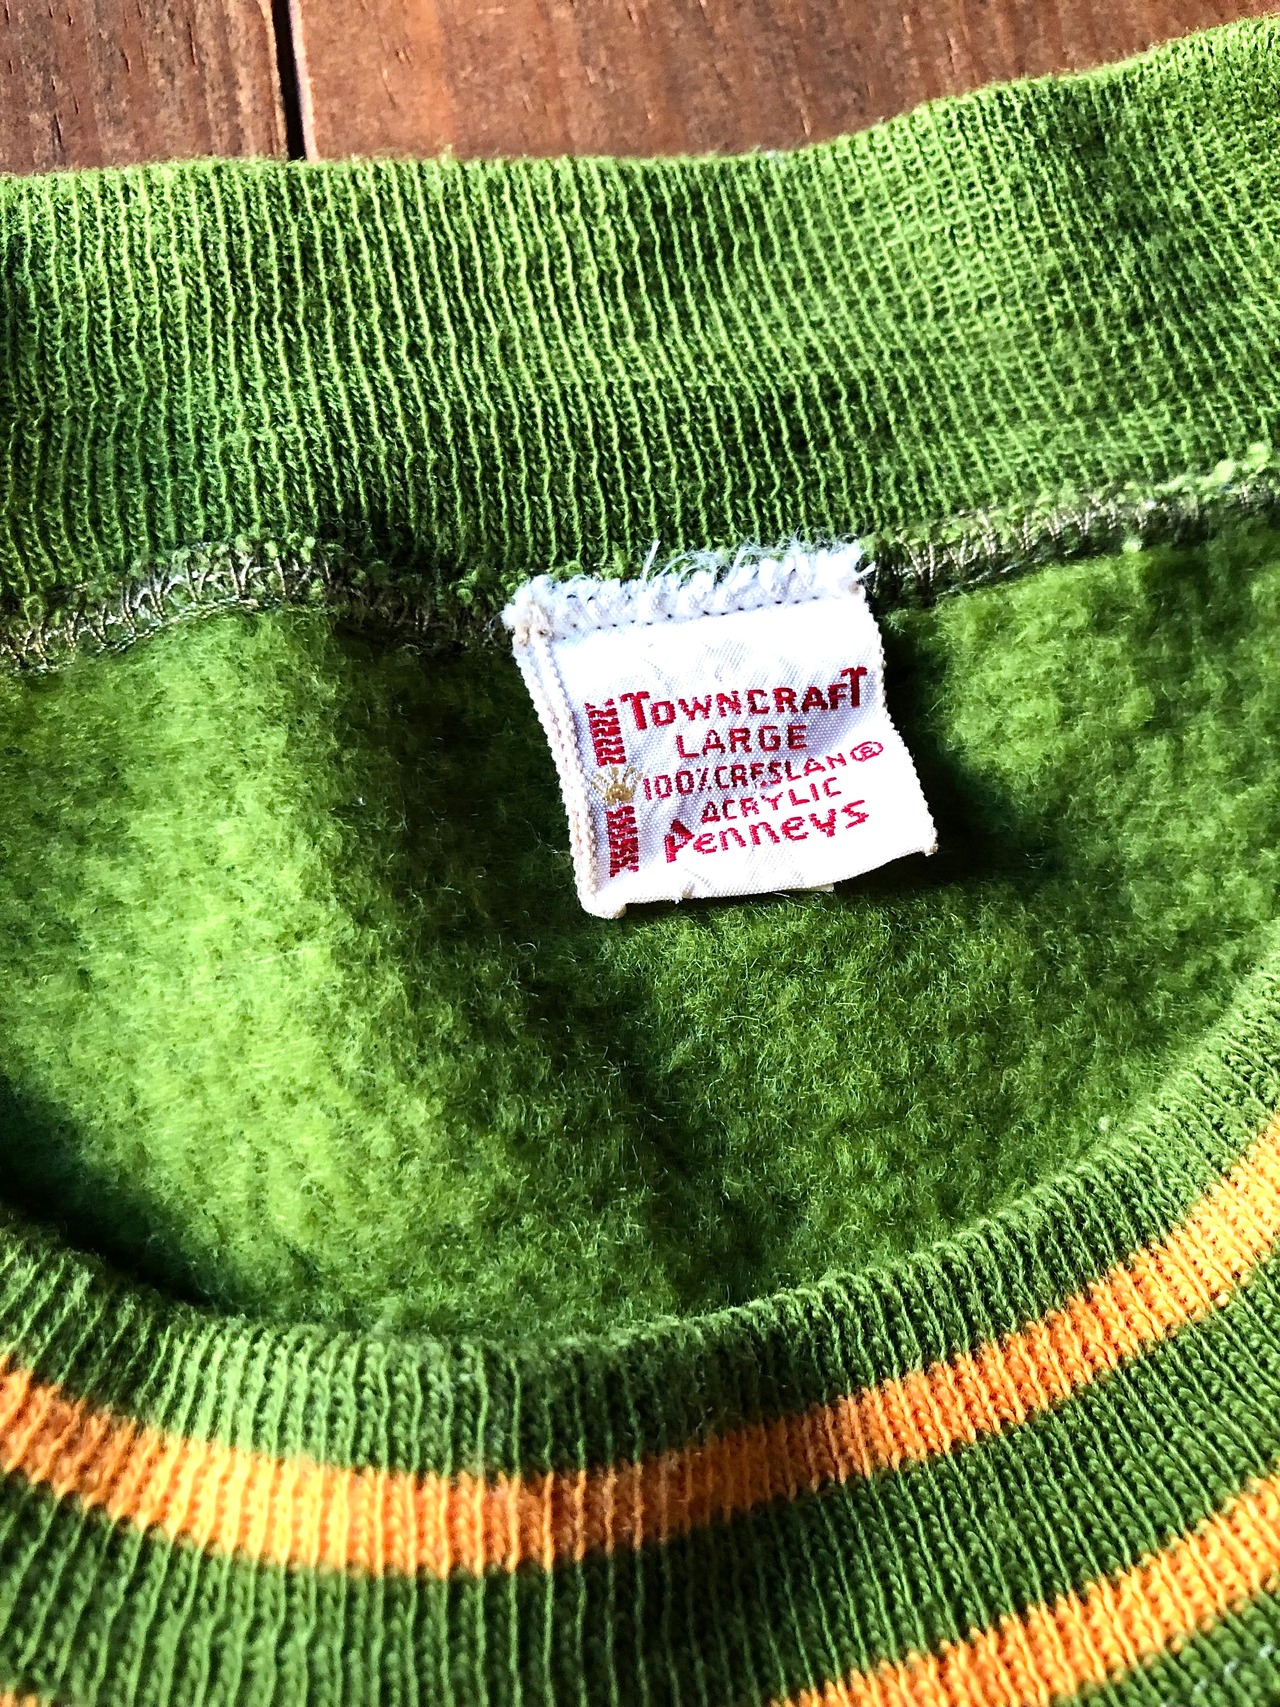 TOWNCRAFT
LARGE
100% CRESLAN®
ACRYLIC
Penneys